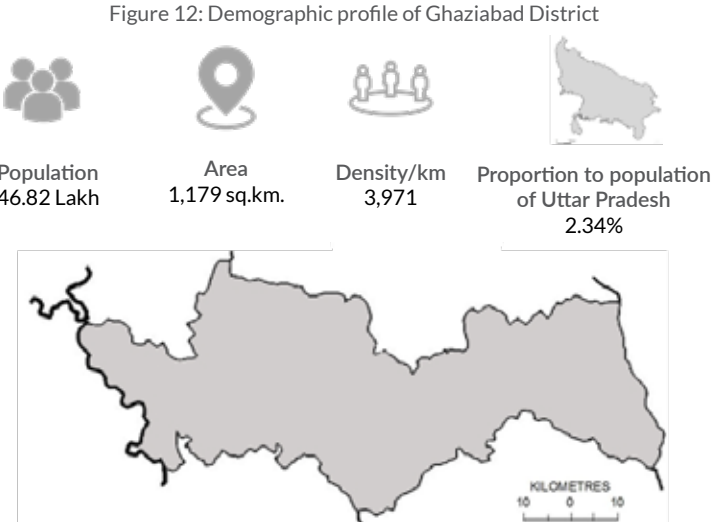 Figure 12: Demographic profile of Ghaziabad District
Population
46.82 Lakh
Area
1,179 sq.km.
Density/km
3,971
Proportion to population
of Uttar Pradesh
2.34%
KILOMETRES
10 0 10